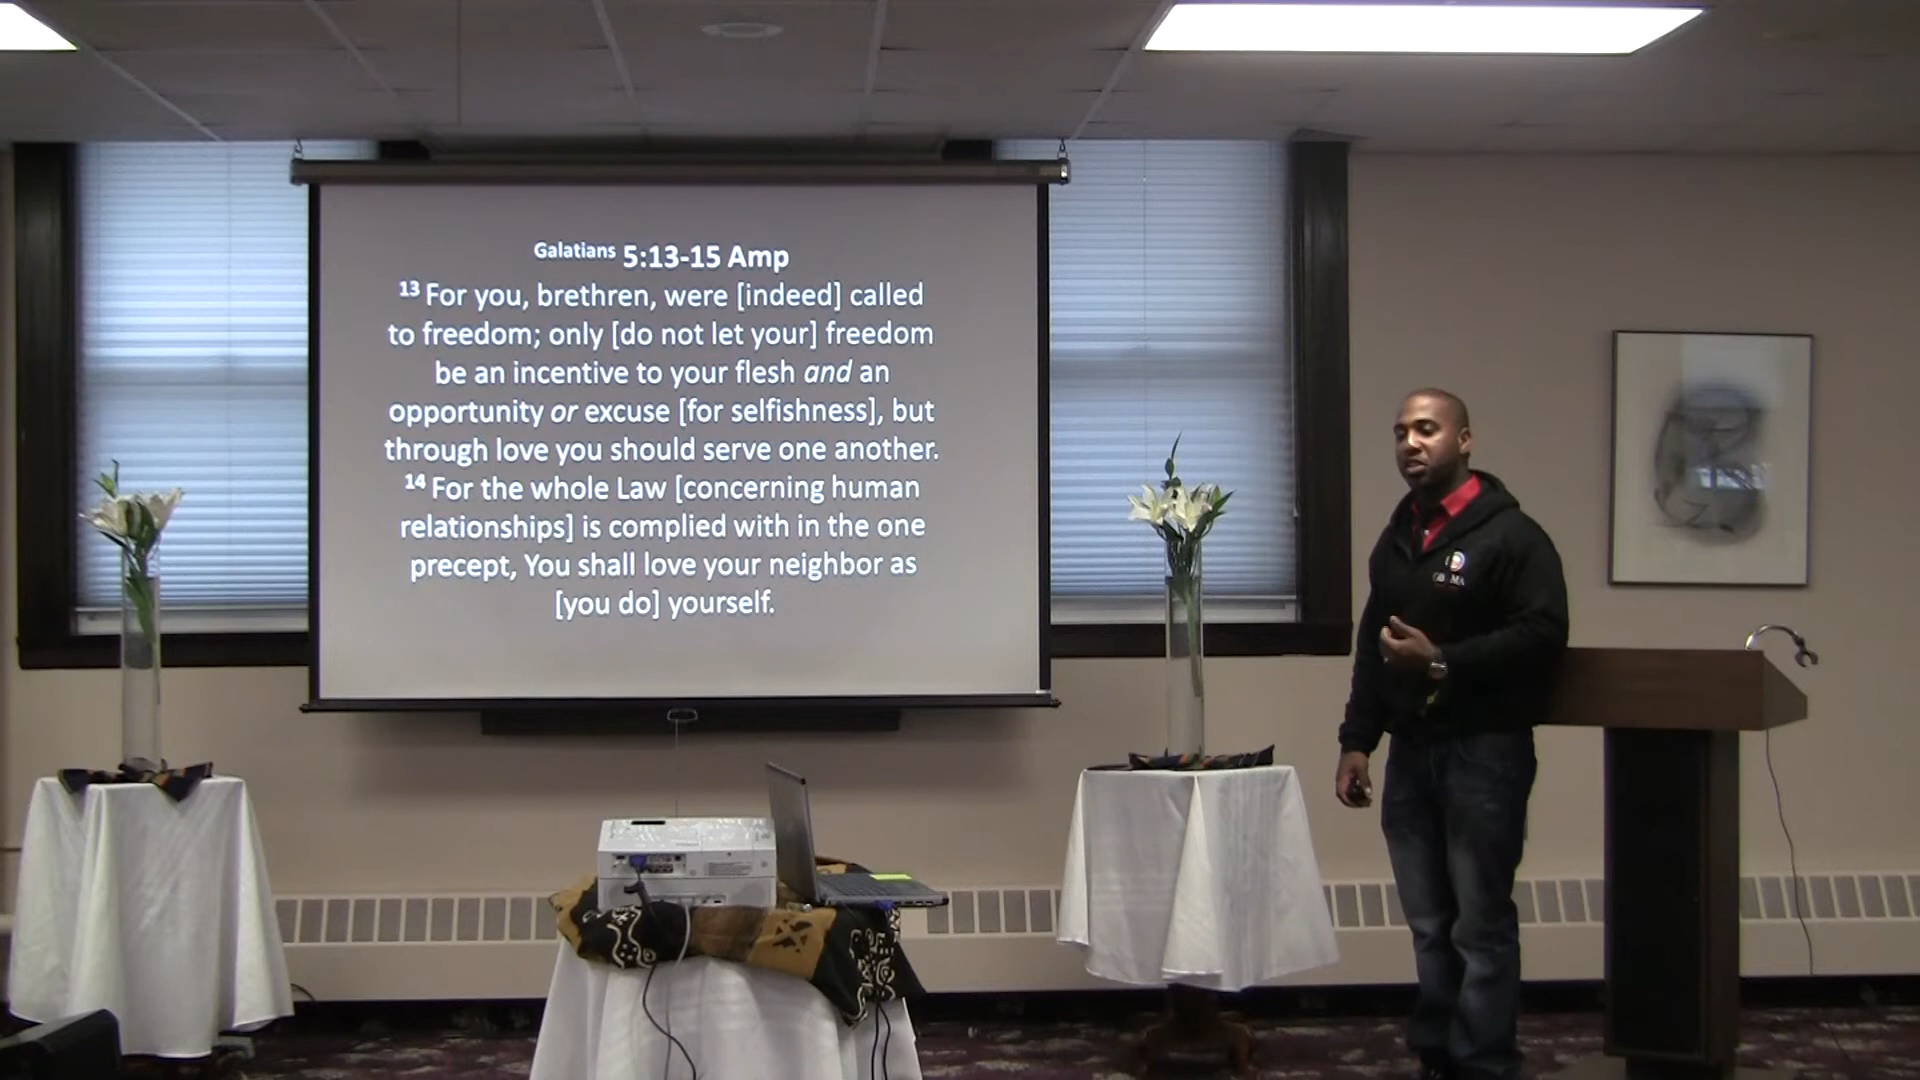 Galatians 5:13-15 Amp
13 For you, brethren, were [indeed] called
to freedom; only [do not let your] freedom
be an incentive to your flesh and an
opportunity or excuse [for selfishness], but
through love you should serve one another.
14 For the whole Law [concerning human
relationships] is complied with in the one
precept, You shall love your neighbor as
[you do] yourself.